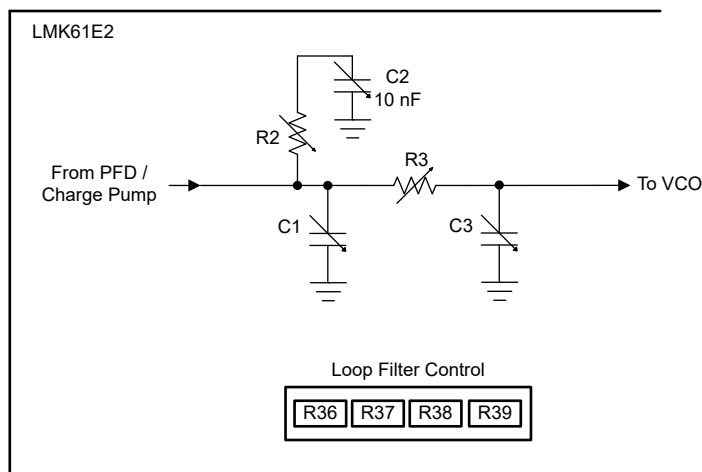 LMK61E2
C2
10 nF
R2
R3
From PFD /
Charge Pump
To VCO
C1
C3
Loop Filter Control
R36 R37 R38 R39